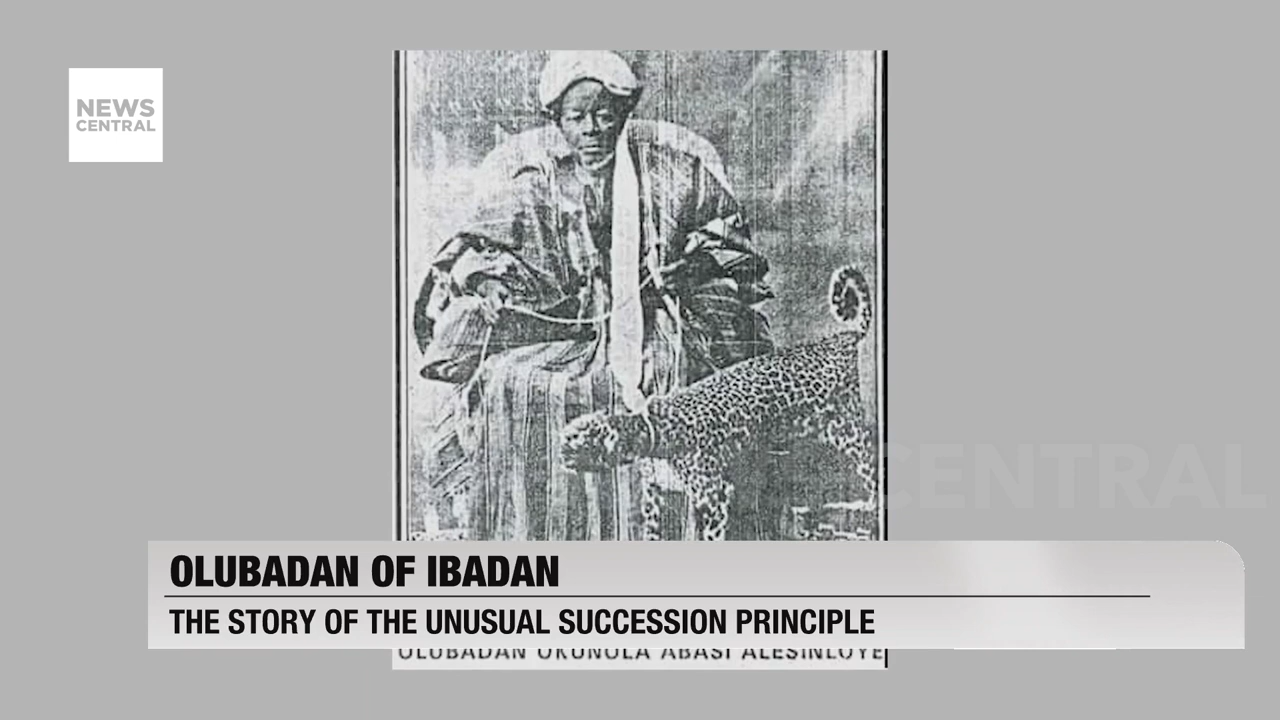 NEWS
CENTRAL
CENTRAL
OLUBADAN OF IBADAN
THE STORY OF THE UNUSUAL SUCCESSION PRINCIPLE
OLUBADAN OKUNOLA ABASI ALESINLOYE